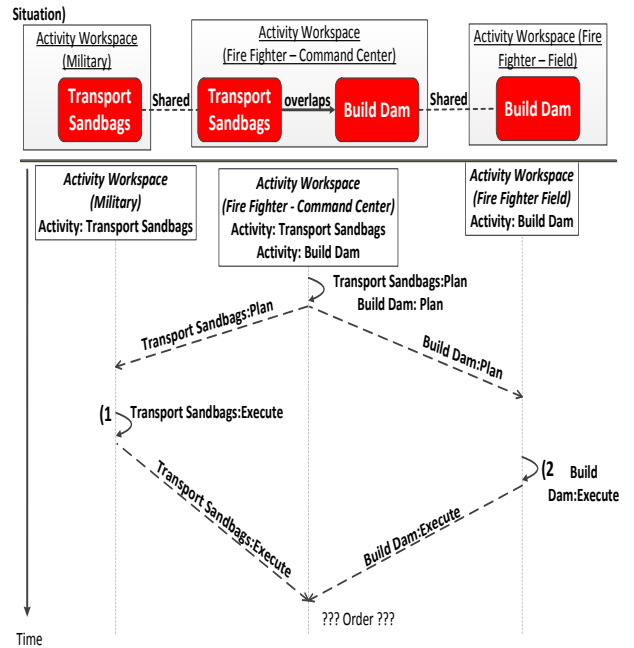 Situation)
Activity Workspace
(Military)
Transport
Sandbags
Shared
Activity Workspace
(Fire Fighter – Command Center)
Transport
Sandbags
overlaps
Build Dam
Shared
Activity Workspace (Fire
Fighter – Field)
Build Dam
Activity Workspace
(Military)
Activity: Transport Sandbags
Activity Workspace
(Fire Fighter - Command Center)
Activity: Transport Sandbags
Activity: Build Dam
Activity Workspace
(Fire Fighter Field)
Activity: Build Dam
Transport Sandbags:Plan
Build Dam: Plan
Transport Sandbags:Plan
Build Dam:Plan
(1 Transport Sandbags:Execute
(2 Build
Dam:Execute
Transport Sandbags:Execute
Build Dam:Execute
??? Order ???
Time